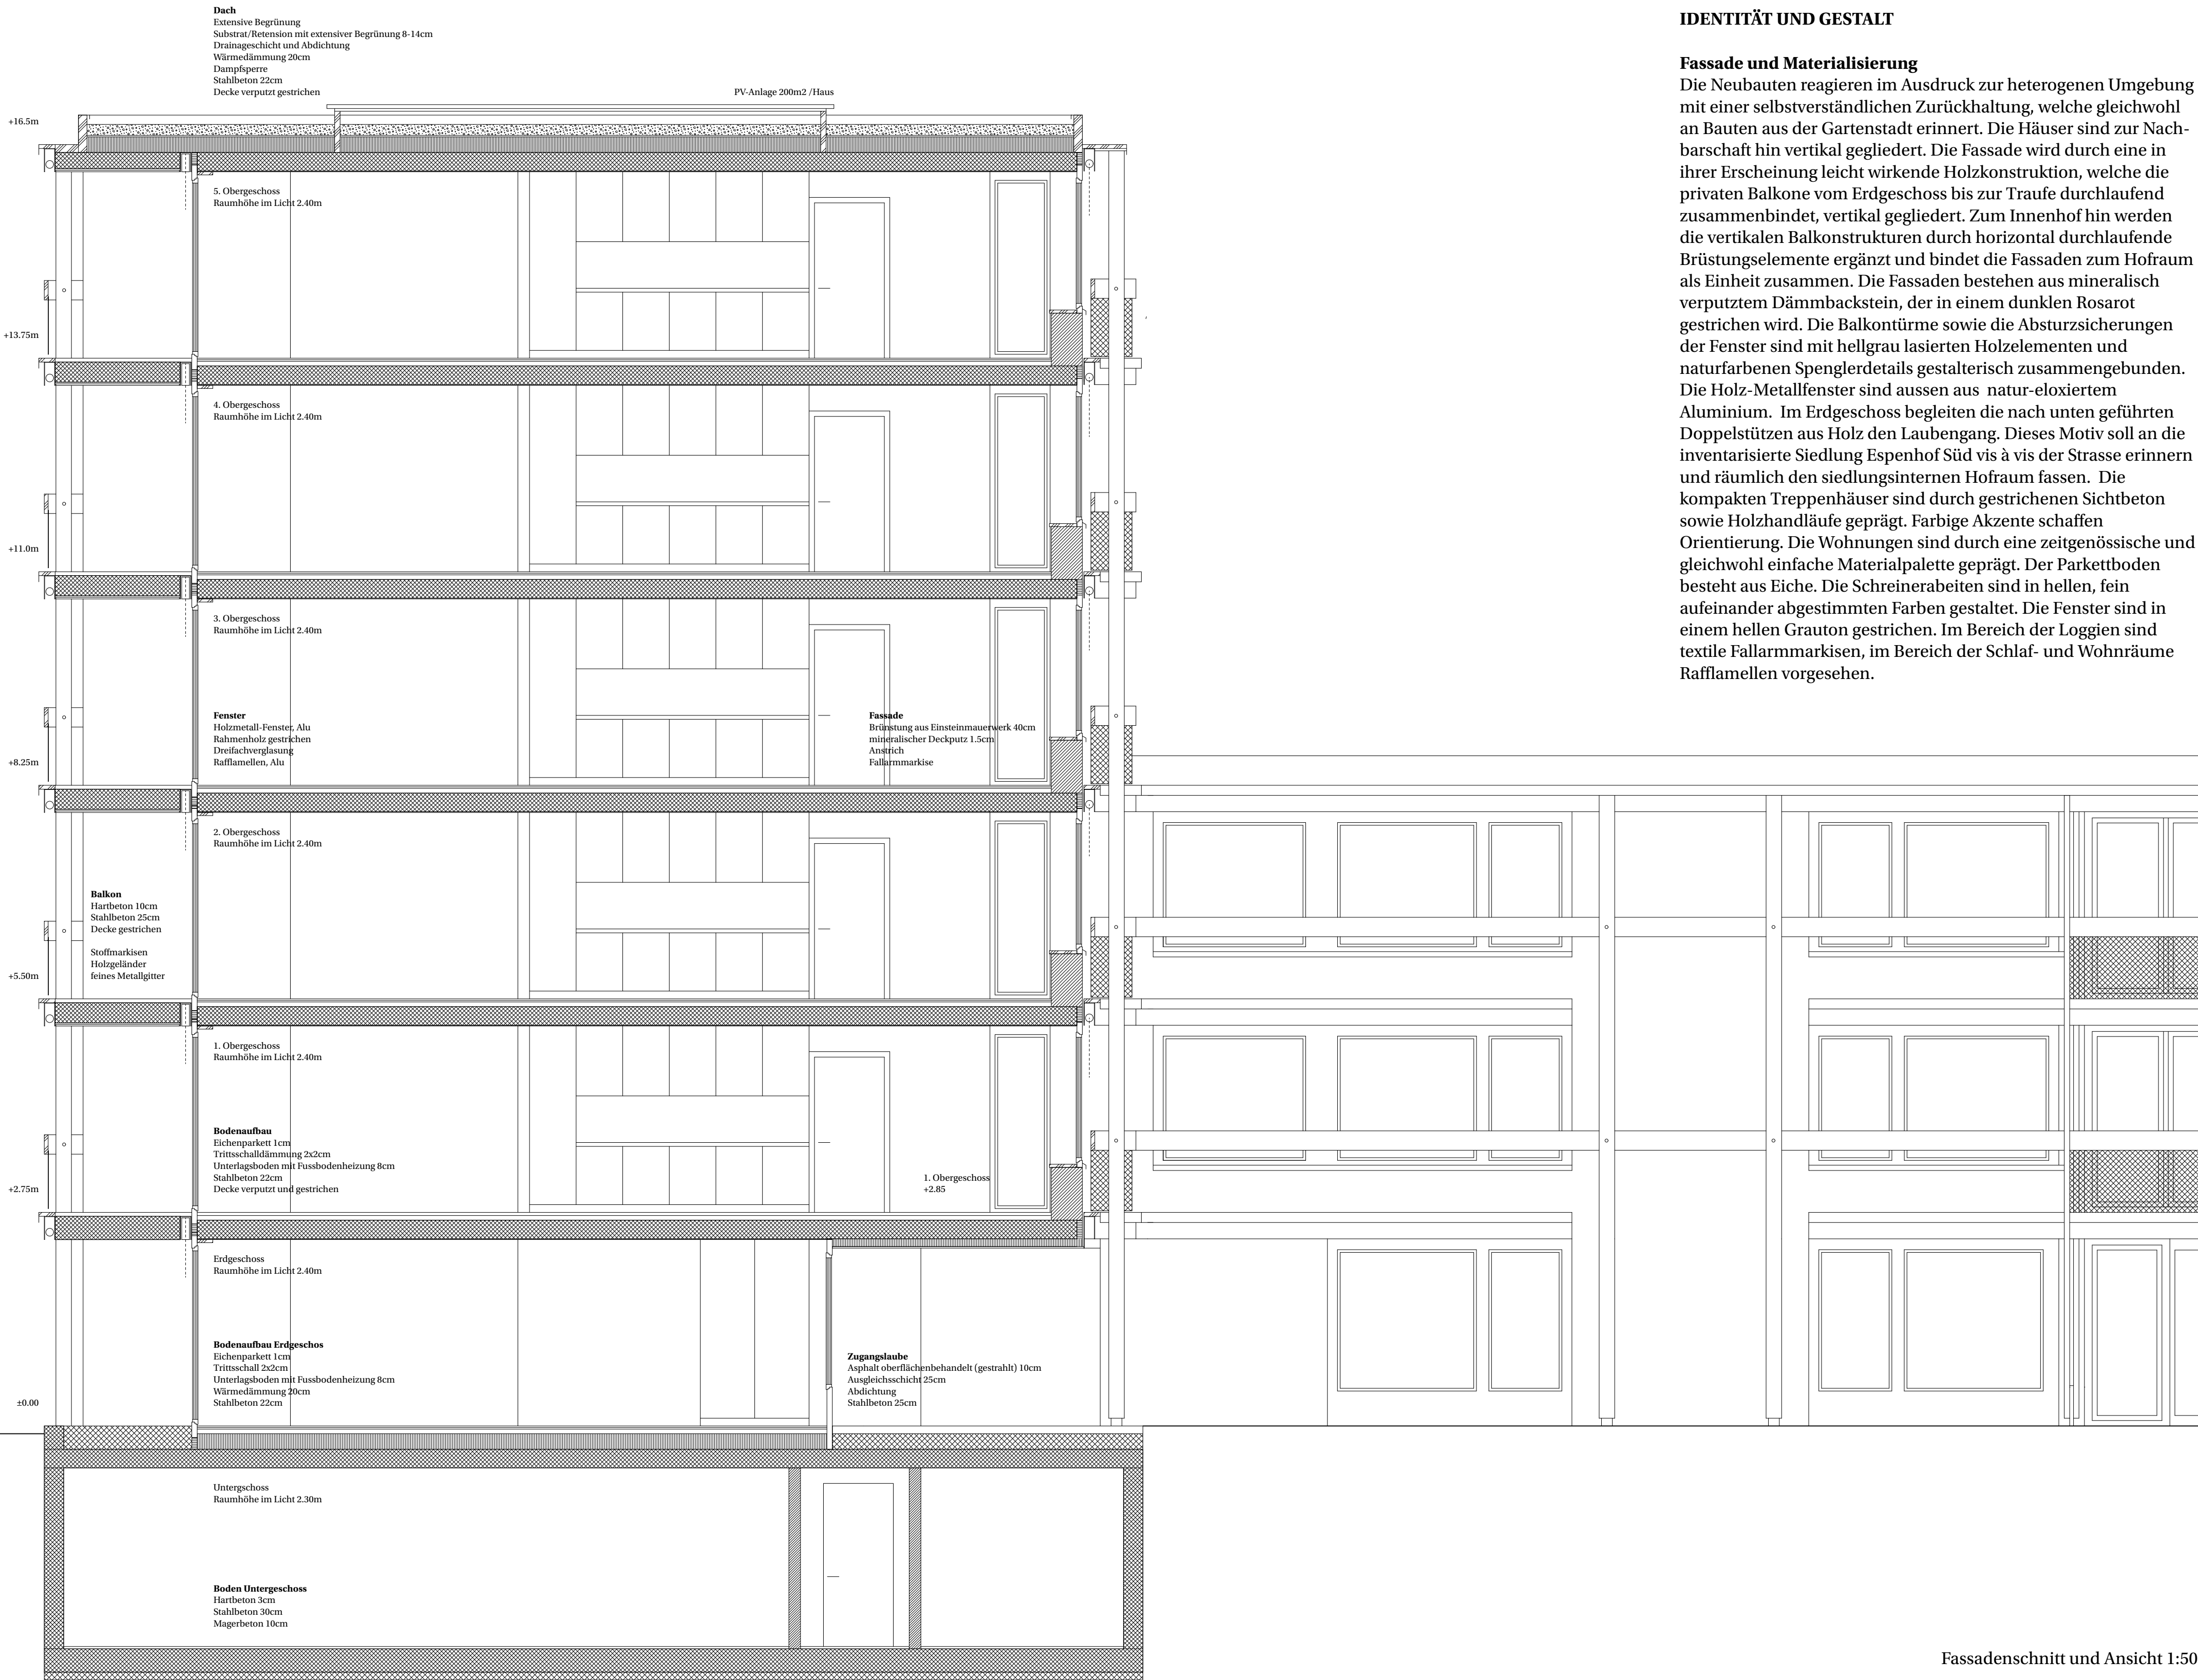 Dach
Extensive Begrünung
Substrat/Retension mit extensiver Begrünung 8-14cm
Drainageschicht und Abdichtung
Wärmedämmung 20cm
Dampfsperre
Stahlbeton 22cm
Decke verputzt gestrichen
PV-Anlage 200m2 /Haus
+16.5m
5. Obergeschoss
Raumhöhe im Licht 2.40m
+13.75m
4. Obergeschoss
Raumhöhe im Licht 2.40m
+11.0m
3. Obergeschoss
Raumhöhe im Licht 2.40m
Fenster
Holzmetall-Fenster, Alu
Rahmenholz gestrichen
Dreifachverglasung
Rafflamellen, Alu
Fassade
Brünstung aus Einsteinmauerwerk 40cm
mineralischer Deckputz 1.5cm
Anstrich
Fallarmmarkise
+8.25m
2. Obergeschoss
Raumhöhe im Licht 2.40m
Balkon
Hartbeton 10cm
Stahlbeton 25cm
Decke gestrichen
Stoffmarkisen
Holzgeländer
feines Metallgitter
+5.50m
1. Obergeschoss
Raumhöhe im Licht 2.40m
Bodenaufbau
Eichenparkett 1cm
Trittsschalldämmung 2x2cm
Unterlagsboden mit Fussbodenheizung 8cm
Stahlbeton 22cm
Decke verputzt und gestrichen
1. Obergeschoss
+2.85
+2.75m
Erdgeschoss
Raumhöhe im Licht 2.40m
Bodenaufbau Erdgeschos
Eichenparkett 1cm
Trittsschall 2x2cm
Unterlagsboden mit Fussbodenheizung 8cm
Wärmedämmung 20cm
Stahlbeton 22cm
Zugangslaube
Asphalt oberflächenbehandelt (gestrahlt) 10cm
Ausgleichsschicht 25cm
Abdichtung
Stahlbeton 25cm
±0.00
Untergschoss
Raumhöhe im Licht 2.30m
Boden Untergeschoss
Hartbeton 3cm
Stahlbeton 30cm
Magerbeton 10cm
IDENTITÄT UND GESTALT
Fassade und Materialisierung
Die Neubauten reagieren im Ausdruck zur heterogenen Umgebung
mit einer selbstverständlichen Zurückhaltung, welche gleichwohl
an Bauten aus der Gartenstadt erinnert. Die Häuser sind zur Nach-
barschaft hin vertikal gegliedert. Die Fassade wird durch eine in
ihrer Erscheinung leicht wirkende Holzkonstruktion, welche die
privaten Balkone vom Erdgeschoss bis zur Traufe durchlaufend
zusammenbindet, vertikal gegliedert. Zum Innenhof hin werden
die vertikalen Balkonstrukturen durch horizontal durchlaufende
Brüstungselemente ergänzt und bindet die Fassaden zum Hofraum
als Einheit zusammen. Die Fassaden bestehen aus mineralisch
verputztem Dämmbackstein, der in einem dunklen Rosarot
gestrichen wird. Die Balkontürme sowie die Absturzsicherungen
der Fenster sind mit hellgrau lasierten Holzelementen und
naturfarbenen Spenglerdetails gestalterisch zusammengebunden.
Die Holz-Metallfenster sind aussen aus natur-eloxiertem
Aluminium. Im Erdgeschoss begleiten die nach unten geführten
Doppelstützen aus Holz den Laubengang. Dieses Motiv soll an die
inventarisierte Siedlung Espenhof Süd vis à vis der Strasse erinnern
und räumlich den siedlungsinternen Hofraum fassen. Die
kompakten Treppenhäuser sind durch gestrichenen Sichtbeton
sowie Holzhandläufe geprägt. Farbige Akzente schaffen
Orientierung. Die Wohnungen sind durch eine zeitgenössische und
gleichwohl einfache Materialpalette geprägt. Der Parkettboden
besteht aus Eiche. Die Schreinerabeiten sind in hellen, fein
aufeinander abgestimmten Farben gestaltet. Die Fenster sind in
einem hellen Grauton gestrichen. Im Bereich der Loggien sind
textile Fallarmmarkisen, im Bereich der Schlaf- und Wohnräume
Rafflamellen vorgesehen.
Fassadenschnitt und Ansicht 1:50